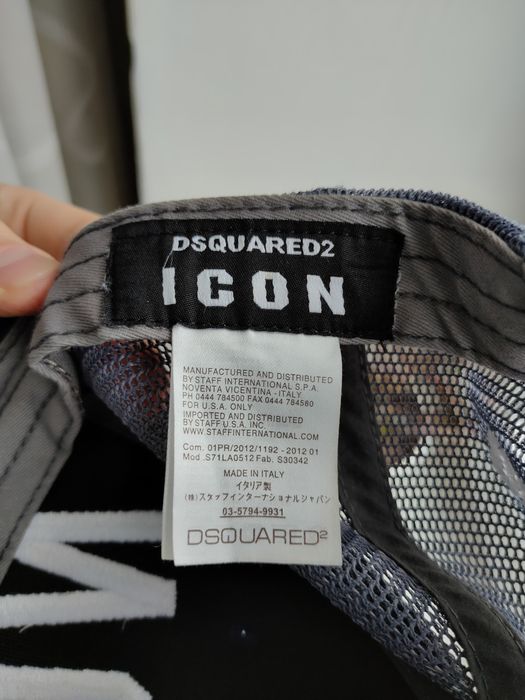 DSQUARED2
ICON
MANUFACTURED AND DISTRIBUTED
BY STAFF INTERNATIONAL S.P.A.
NOVENTA VICENTINA - ITALY
PH 0444 784500 FAX 0444 784560
FOR U.S.A. ONLY
IMPORTED AND DISTRIBUTED
BY STAFF U.S.A. INC.
WWW.STAFFINTERNATIONAL.COM
Com. 01PR/2012/1192 - 2012 01
Mod .S71LA0512 Fab. S30342
MADE IN ITALY
イタリア製
(株)スタッフインターナショナルジャパン
03-5794-9931
DSQUARED²